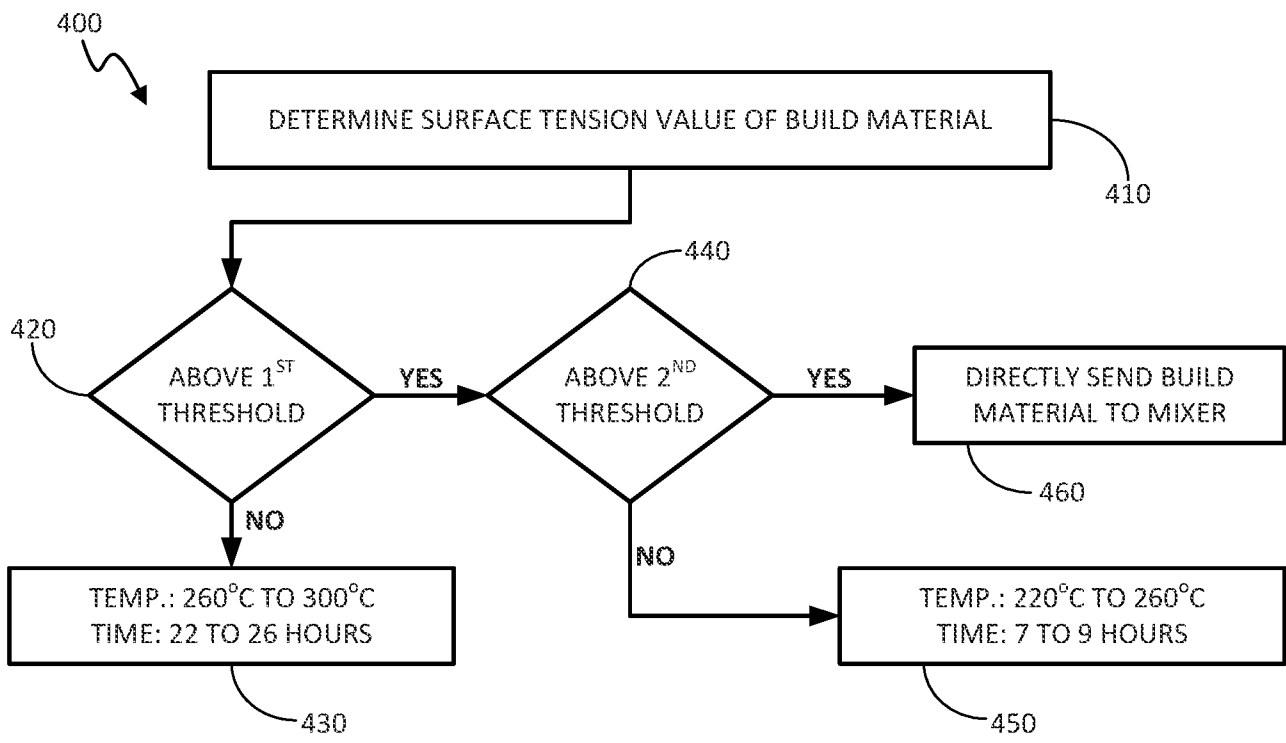 400
DETERMINE SURFACE TENSION VALUE OF BUILD MATERIAL
410
440
420
ABOVE 1ST
THRESHOLD
YES
ABOVE 2ND
THRESHOLD
YES
DIRECTLY SEND BUILD
MATERIAL TO MIXER
460
NO
NO
TEMP.: 260°C TO 300°C
TIME: 22 TO 26 HOURS
430
TEMP.: 220°C TO 260°C
TIME: 7 TO 9 HOURS
450